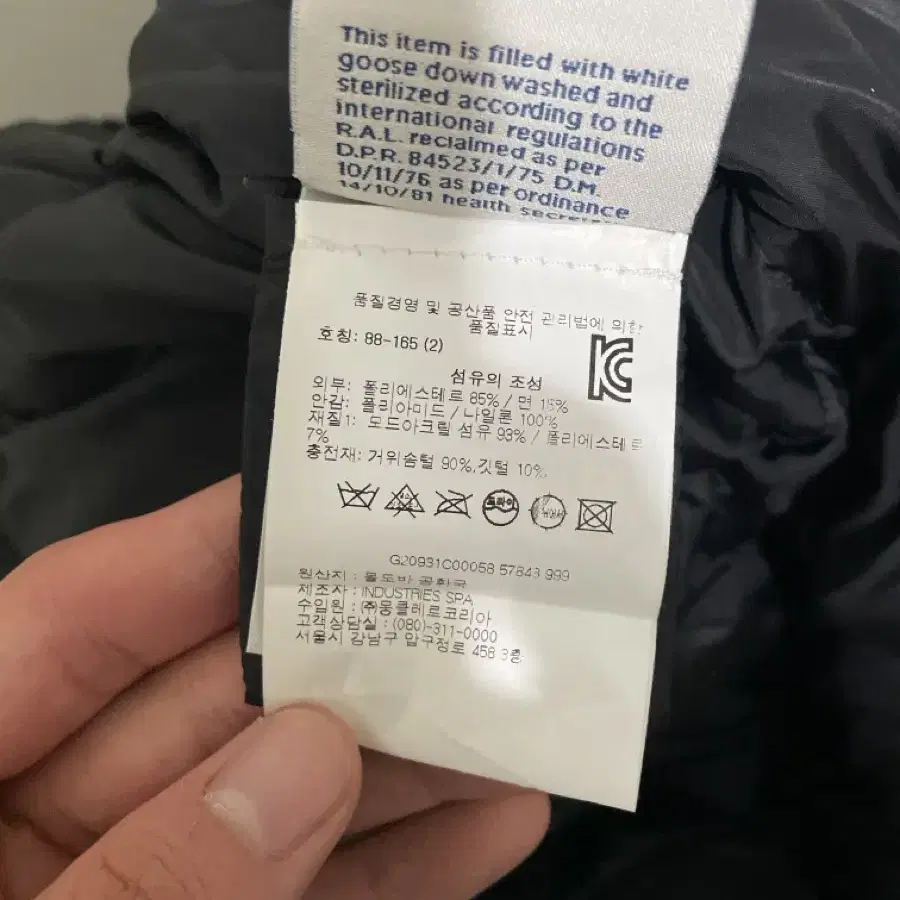 This item is filled with white
goose down washed and
sterilized according to the
international regulations
R.A.L. reclaimed as per
D.P.R. 84523/1/75 D.M.
10/11/76 as per ordinance
14/10/81 health
품질경영 및 공산품 안전 관리법에 의한
품질표시
호칭: 88-165 (2)
섬유의 조성
외부: 폴리에스테르 85% / 면 15%
안감: 폴리아미드 / 나일론 100%
재질1: 모드아크릴 섬유 93% / 폴리에스테르
7%
충전재: 거위솜털 90%,깃털 10%
드라이
G20931C00058 57843 999
원산지 : 몰도바 공화국
제조자 : INDUSTRIES SPA
수입원 : ㈜몽클레르코리아
고객상담실 : (080)-311-0000
서울시 강남구 압구정로 458 3층